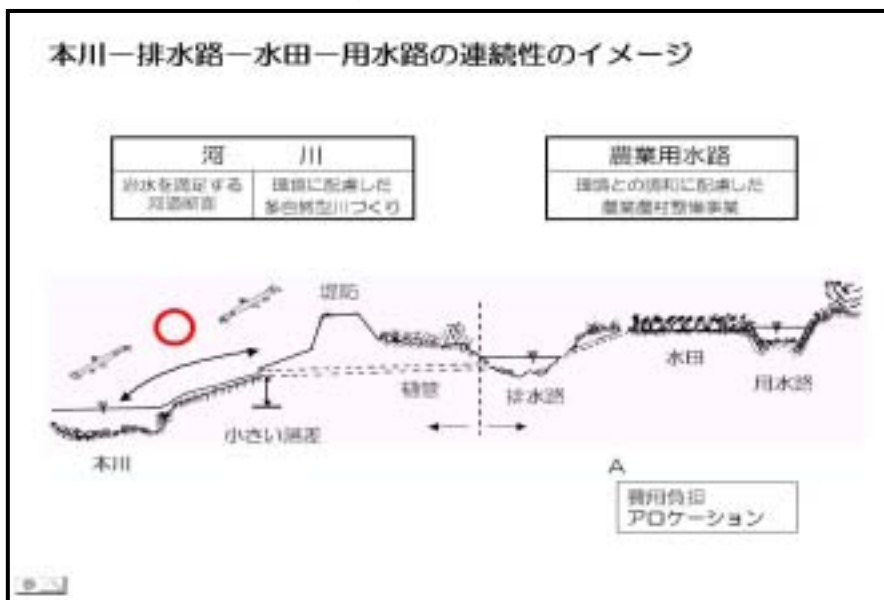 本川ー排水路ー水田ー用水路の連続性のイメージ
河 川
治水を満足する
河道断面
環境に配慮した
多自然型川づくり
農業用水路
環境との調和に配慮した
農業農村整備事業
堤防
樋管
排水路
水田
用水路
小さい落差
本川
A
費用負担
アロケーション